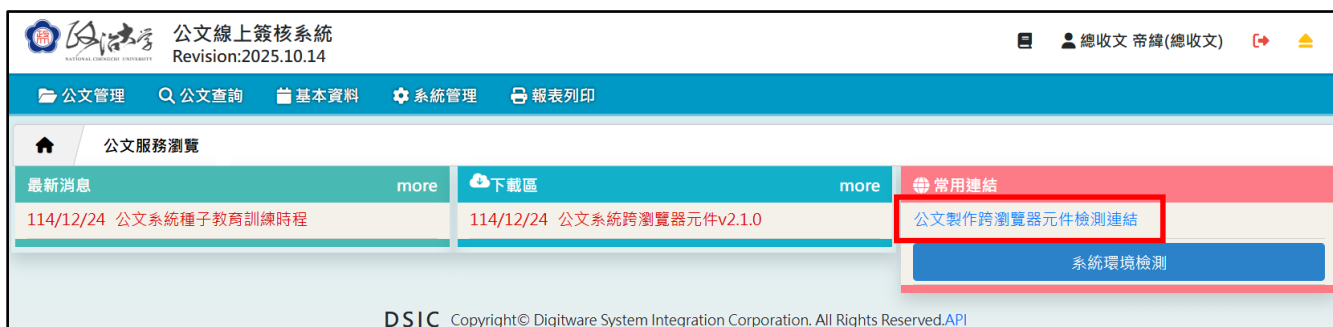 政治大學
NATIONAL CHENGCHI UNIVERSITY
公文線上簽核系統
Revision:2025.10.14
總收文 帝緯(總收文)
公文管理 公文查詢 基本資料 系統管理 報表列印
公文服務瀏覽
最新消息 more
114/12/24 公文系統種子教育訓練時程
下載區 more
114/12/24 公文系統跨瀏覽器元件v2.1.0
常用連結
公文製作跨瀏覽器元件檢測連結
系統環境檢測
DSIC Copyright© Digitware System Integration Corporation. All Rights Reserved.API